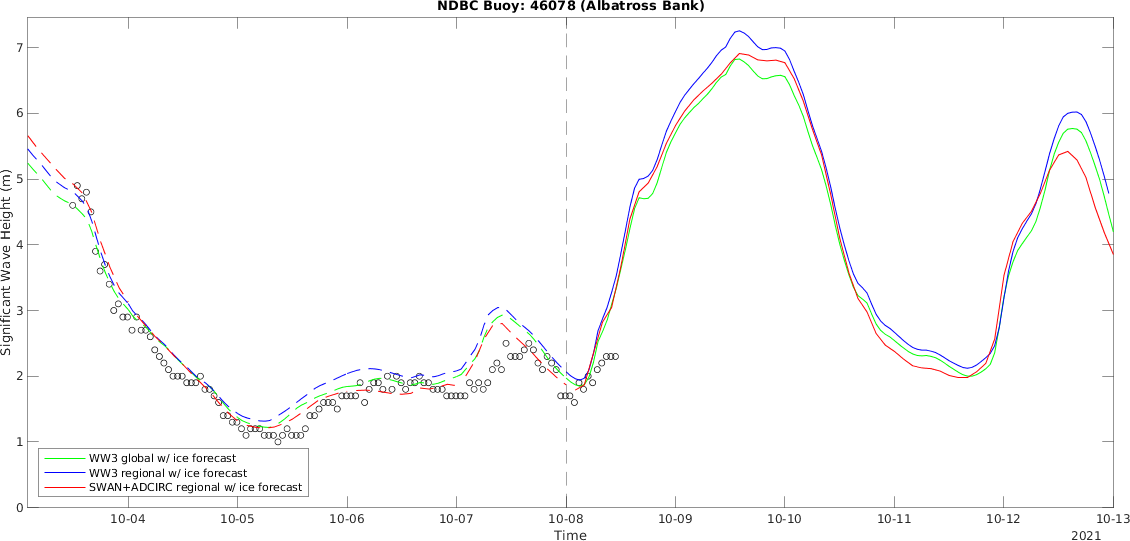 NDBC Buoy: 46078 (Albatross Bank)
Significant Wave Height (m)
7
6
5
4
3
2
1
0
WW3 global w/ ice forecast
WW3 regional w/ ice forecast
SWAN+ADCIRC regional w/ ice forecast
10-04 10-05 10-06 10-07 10-08 10-09 10-10 10-11 10-12 10-13
Time
2021